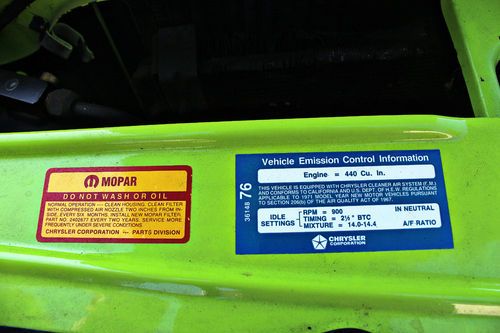 MOPAR
DO NOT WASH OR OIL
NORMAL OPERATION — CLEAN HOUSING, CLEAN FILTER
WITH COMPRESSED AIR NOZZLE TWO INCHES FROM IN-
SIDE, EVERY SIX MONTHS. INSTALL NEW MOPAR FILTER
PART NO. 2402677 EVERY TWO YEARS. SERVICE MORE
FREQUENTLY UNDER SEVERE CONDITIONS.
CHRYSLER CORPORATION PARTS DIVISION
36148 76
Vehicle Emission Control Information
Engine = 440 Cu. In.
THIS VEHICLE IS EQUIPPED WITH CHRYSLER CLEANER AIR SYSTEM (F.M.)
AND CONFORMS TO CALIFORNIA AND U.S. DEPT. OF H.E.W. REGULATIONS
APPLICABLE TO 1971 MODEL YEAR NEW MOTOR VEHICLES PURSUANT
TO SECTION 206(b) OF THE AIR QUALITY ACT OF 1967.
IDLE SETTINGS
RPM = 900 IN NEUTRAL
TIMING = 2½° BTC
MIXTURE = 14.0-14.4 A/F RATIO
CHRYSLER
CORPORATION